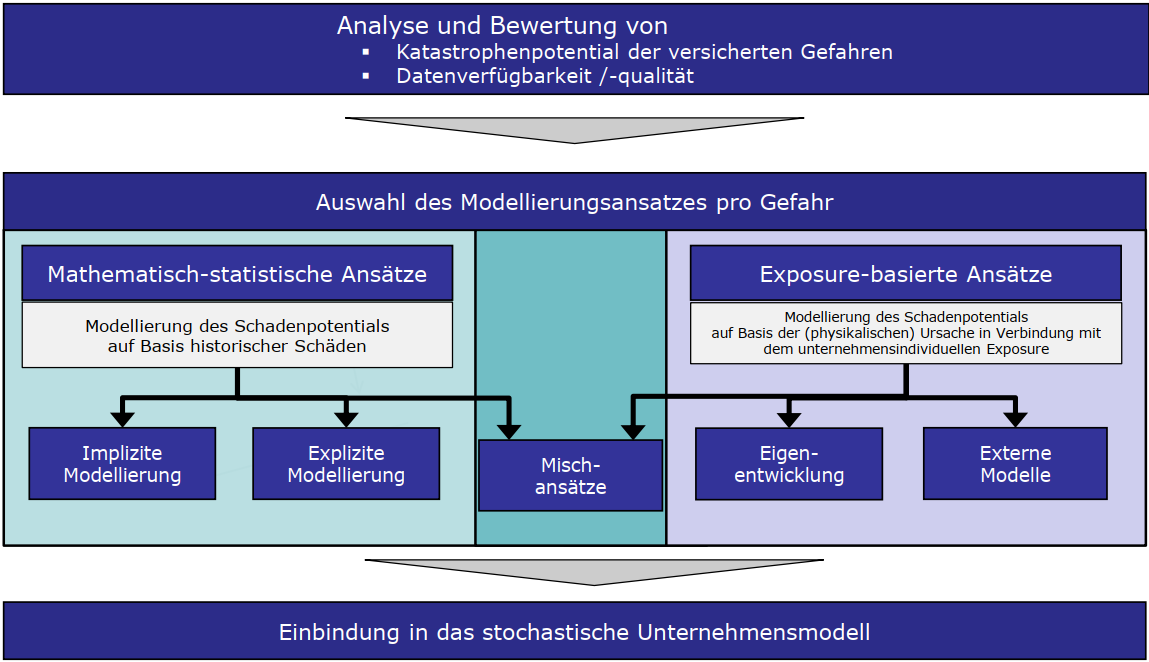 Analyse und Bewertung von
▪ Katastrophenpotential der versicherten Gefahren
▪ Datenverfügbarkeit /-qualität
Auswahl des Modellierungsansatzes pro Gefahr
Mathematisch-statistische Ansätze
Modellierung des Schadenpotentials
auf Basis historischer Schäden
Exposure-basierte Ansätze
Modellierung des Schadenpotentials
auf Basis der (physikalischen) Ursache in Verbindung mit
dem unternehmensindividuellen Exposure
Implizite
Modellierung
Explizite
Modellierung
Misch-
ansätze
Eigen-
entwicklung
Externe
Modelle
Einbindung in das stochastische Unternehmensmodell